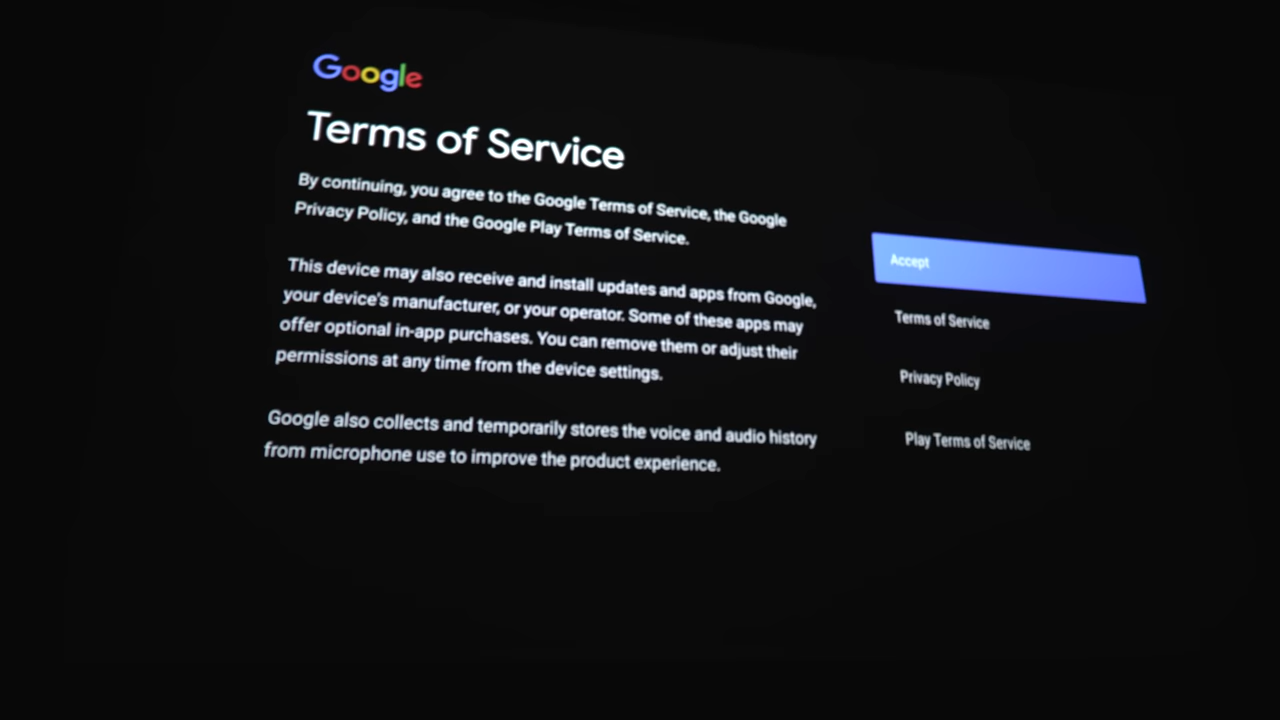 Google
Terms of Service
By continuing, you agree to the Google Terms of Service, the Google
Privacy Policy, and the Google Play Terms of Service.
This device may also receive and install updates and apps from Google,
your device's manufacturer, or your operator. Some of these apps may
offer optional in-app purchases. You can remove them or adjust their
permissions at any time from the device settings.
Google also collects and temporarily stores the voice and audio history
from microphone use to improve the product experience.
Accept
Terms of Service
Privacy Policy
Play Terms of Service